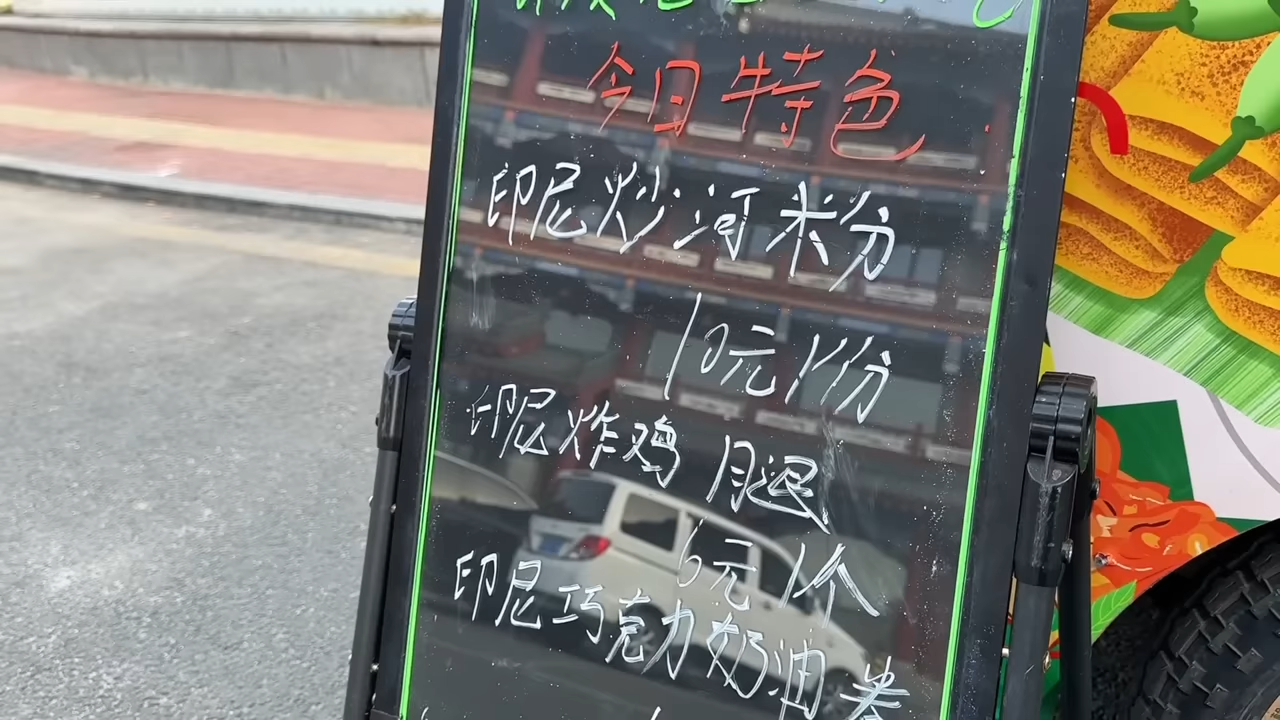 今日特色
印尼炒河米分
10元1份
印尼炸鸡腿
6元1个
印尼巧克力奶油卷